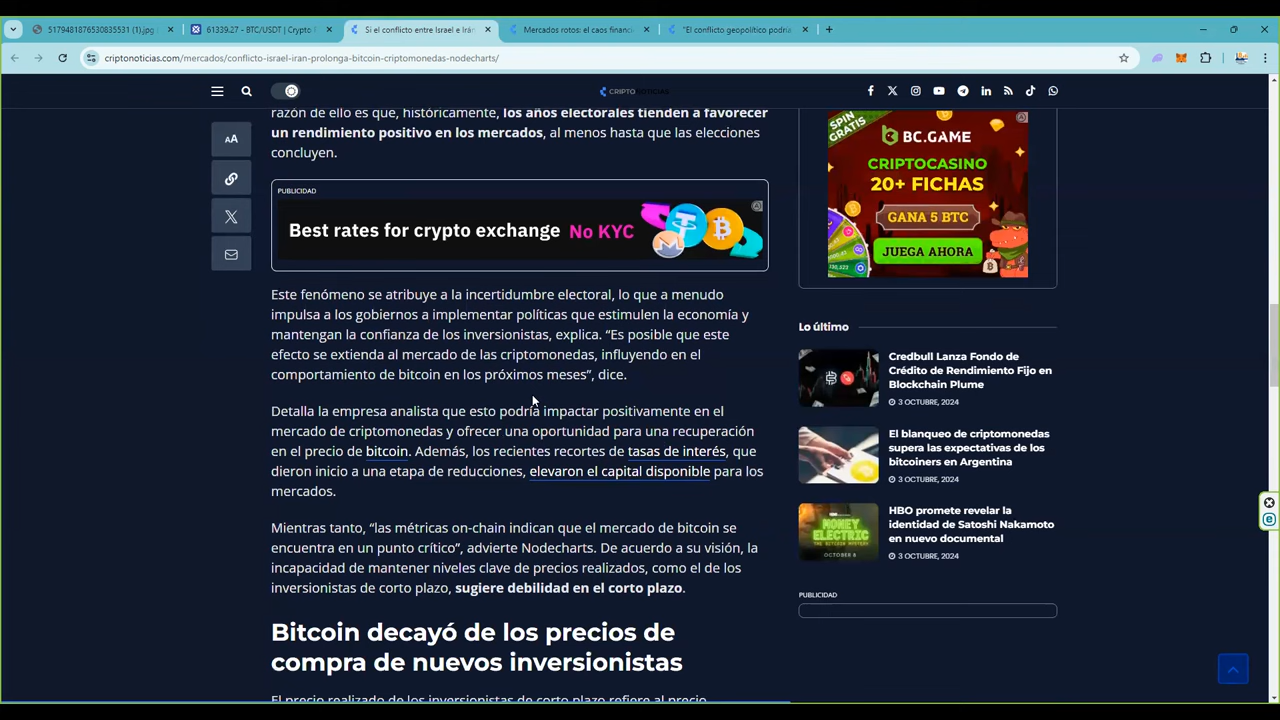 5179481876530835531 (1).jpg
61339.27 - BTC/USDT | Crypto
Si el conflicto entre Israel e Irán
Mercados rotos: el caos financi
"El conflicto geopolítico podría
criptonoticias.com/mercados/conflicto-israel-iran-prolonga-bitcoin-criptomonedas-nodecharts/
CRIPTONOTICIAS
AA
razón de ello es que, históricamente, los años electorales tienden a favorecer
un rendimiento positivo en los mercados, al menos hasta que las elecciones
concluyen.
PUBLICIDAD
Best rates for crypto exchange No KYC
Este fenómeno se atribuye a la incertidumbre electoral, lo que a menudo
impulsa a los gobiernos a implementar políticas que estimulen la economía y
mantengan la confianza de los inversionistas, explica. “Es posible que este
efecto se extienda al mercado de las criptomonedas, influyendo en el
comportamiento de bitcoin en los próximos meses”, dice.
Detalla la empresa analista que esto podría impactar positivamente en el
mercado de criptomonedas y ofrecer una oportunidad para una recuperación
en el precio de bitcoin. Además, los recientes recortes de tasas de interés, que
dieron inicio a una etapa de reducciones, elevaron el capital disponible para los
mercados.
Mientras tanto, “las métricas on-chain indican que el mercado de bitcoin se
encuentra en un punto crítico”, advierte Nodecharts. De acuerdo a su visión, la
incapacidad de mantener niveles clave de precios realizados, como el de los
inversionistas de corto plazo, sugiere debilidad en el corto plazo.
Bitcoin decayó de los precios de
compra de nuevos inversionistas
El precio realizado de los inversionistas de corto plazo refiere al precio
SPIN
GRATIS
BC.GAME
CRIPTOCASINO
20+ FICHAS
GANA 5 BTC
JUEGA AHORA
Lo último
Credbull Lanza Fondo de
Crédito de Rendimiento Fijo en
Blockchain Plume
3 OCTUBRE, 2024
El blanqueo de criptomonedas
supera las expectativas de los
bitcoiners en Argentina
3 OCTUBRE, 2024
MONEY
ELECTRIC
OCTOBER 8
HBO promete revelar la
identidad de Satoshi Nakamoto
en nuevo documental
3 OCTUBRE, 2024
PUBLICIDAD